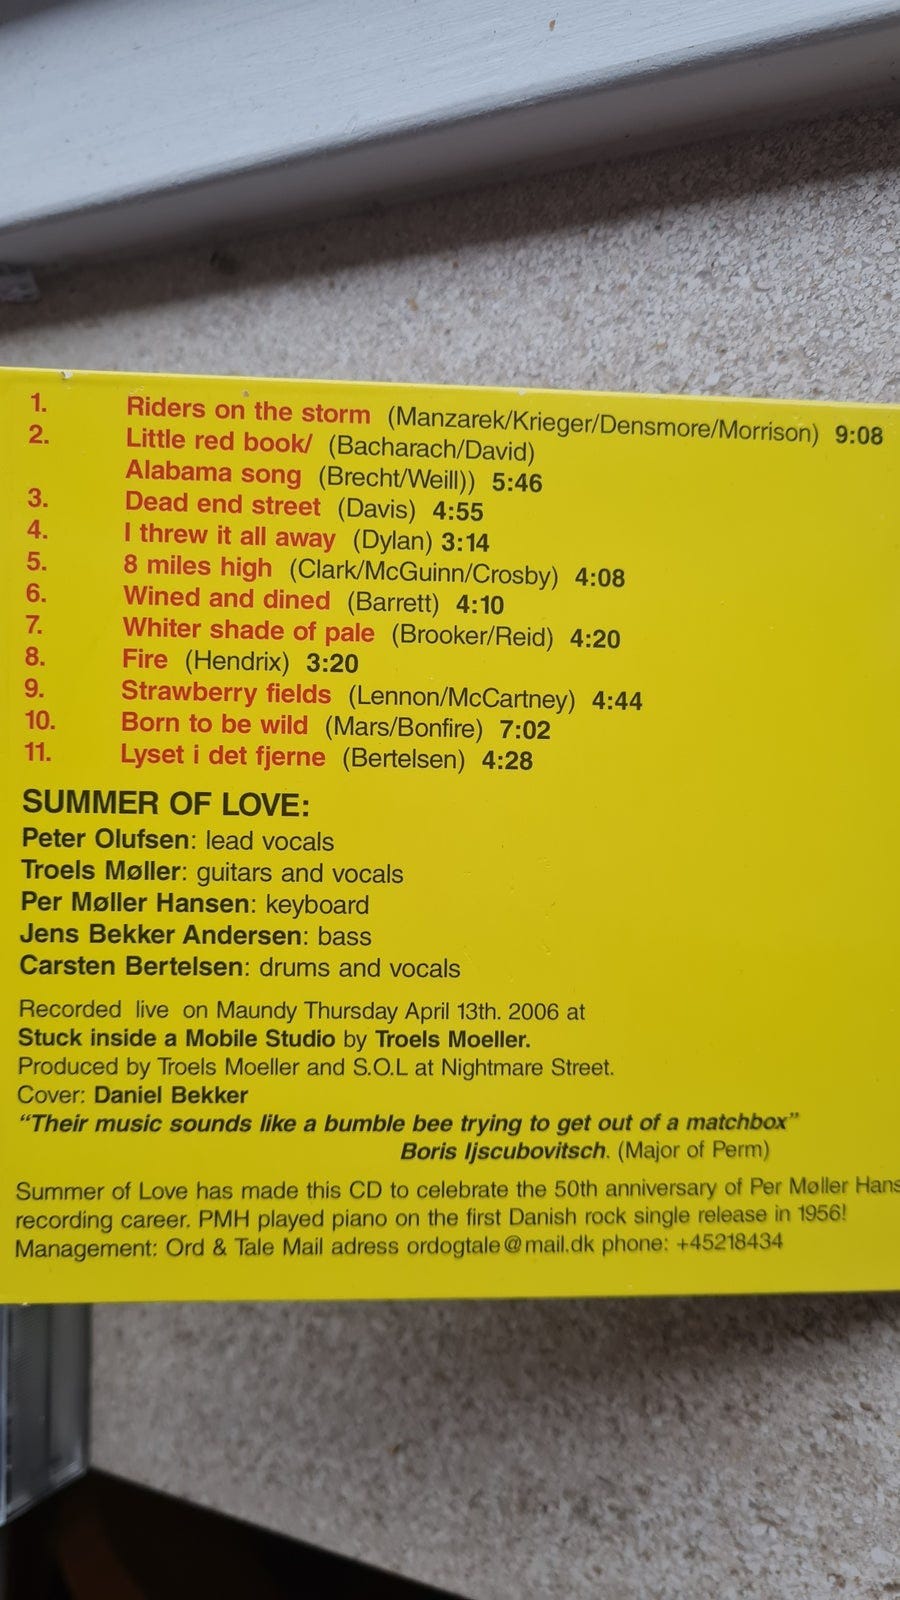 1. Riders on the storm (Manzarek/Krieger/Densmore/Morrison) 9:08
2. Little red book/ (Bacharach/David)
Alabama song (Brecht/Weill)) 5:46
3. Dead end street (Davis) 4:55
4. I threw it all away (Dylan) 3:14
5. 8 miles high (Clark/McGuinn/Crosby) 4:08
6. Wined and dined (Barrett) 4:10
7. Whiter shade of pale (Brooker/Reid) 4:20
8. Fire (Hendrix) 3:20
9. Strawberry fields (Lennon/McCartney) 4:44
10. Born to be wild (Mars/Bonfire) 7:02
11. Lyset i det fjerne (Bertelsen) 4:28
SUMMER OF LOVE:
Peter Olufsen: lead vocals
Troels Møller: guitars and vocals
Per Møller Hansen: keyboard
Jens Bekker Andersen: bass
Carsten Bertelsen: drums and vocals
Recorded live on Maundy Thursday April 13th. 2006 at
Stuck inside a Mobile Studio by Troels Moeller.
Produced by Troels Moeller and S.O.L at Nightmare Street.
Cover: Daniel Bekker
"Their music sounds like a bumble bee trying to get out of a matchbox"
Boris Ijscubovitsch. (Major of Perm)
Summer of Love has made this CD to celebrate the 50th anniversary of Per Møller Hans
recording career. PMH played piano on the first Danish rock single release in 1956!
Management: Ord & Tale Mail adress ordogtale@mail.dk phone: +45218434